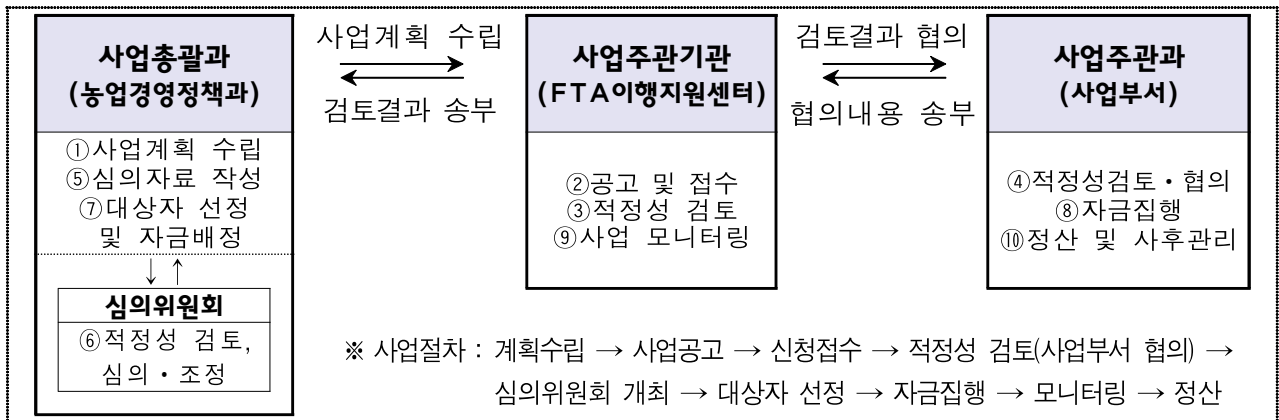 사업총괄과
(농업경영정책과)
①사업계획 수립
⑤심의자료 작성
⑦대상자 선정
및 자금배정
↓ ↑
심의위원회
⑥적정성 검토,
심의·조정
사업계획 수립
검토결과 송부
사업주관기관
(FTA이행지원센터)
②공고 및 접수
③적정성 검토
⑨사업 모니터링
검토결과 협의
협의내용 송부
사업주관과
(사업부서)
④적정성검토·협의
⑧자금집행
⑩정산 및 사후관리
※ 사업절차 : 계획수립 → 사업공고 → 신청접수 → 적정성 검토(사업부서 협의) →
심의위원회 개최 → 대상자 선정 → 자금집행 → 모니터링 → 정산